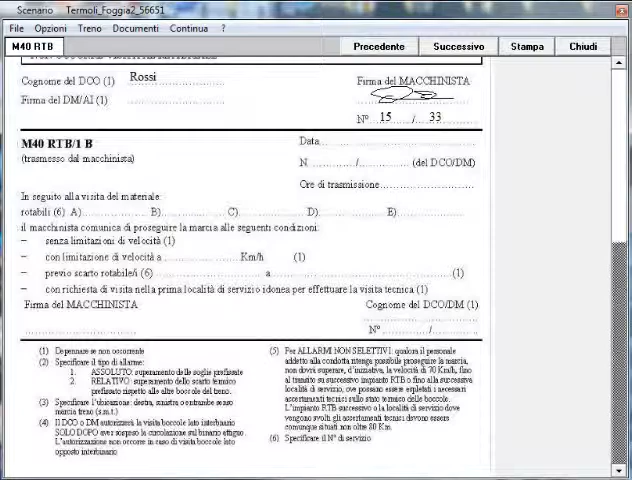 Scenario Termoli_Foggia2_56651
File Opzioni Treno Documenti Continua ?
M40 RTB Precedente Successivo Stampa Chiudi
Cognome del DCO (1) Rossi Firma del MACCHINISTA
Firma del DM/AI (1)
N° 15 / 33
M40 RTB/1 B Data
(trasmesso dal macchinista) N. / (del DCO/DM)
Ore di trasmissione
In seguito alla visita del materiale:
rotabili (6) A) B) C) D) E)
il macchinista comunica di proseguire la marcia alle seguenti condizioni:
– senza limitazioni di velocità (1)
– con limitazione di velocità a Km/h (1)
– previo scarto rotabile/i (6) a (1)
– con richiesta di visita nella prima località di servizio idonea per effettuare la visita tecnica (1)
Firma del MACCHINISTA Cognome del DCO/DM (1)
N° /
(1) Depennare se non occorrente
(2) Specificare il tipo di allarme:
1. ASSOLUTO: superamento delle soglie prefissate
2. RELATIVO: superamento dello scarto termico
prefissato rispetto alle altre boccole del treno.
(3) Specificare l'ubicazione: destra, sinistra o entrambe senso
marcia treno (s.m.t.)
(4) Il DCO o DM autorizzerà la visita boccole lato interbinario
SOLO DOPO aver sospeso la circolazione sul binario attiguo.
L'autorizzazione non occorre in caso di visita boccole lato
opposto interbinario
(5) Per ALLARMI NON SELETTIVI: qualora il personale
addetto alla condotta ritenga possibile proseguire la marcia,
non dovrà superare, d'iniziativa, la velocità di 70 Km/h, fino
al transito su successivo impianto RTB o fino alla successiva
località di servizio, ove possano essere espletati i necessari
accertamenti tecnici sullo stato termico delle boccole.
L'impianto RTB successivo o la località di servizio dove
vengono svolti gli accertamenti tecnici devono essere
comunque situati non oltre 80 Km.
(6) Specificare il N° di servizio